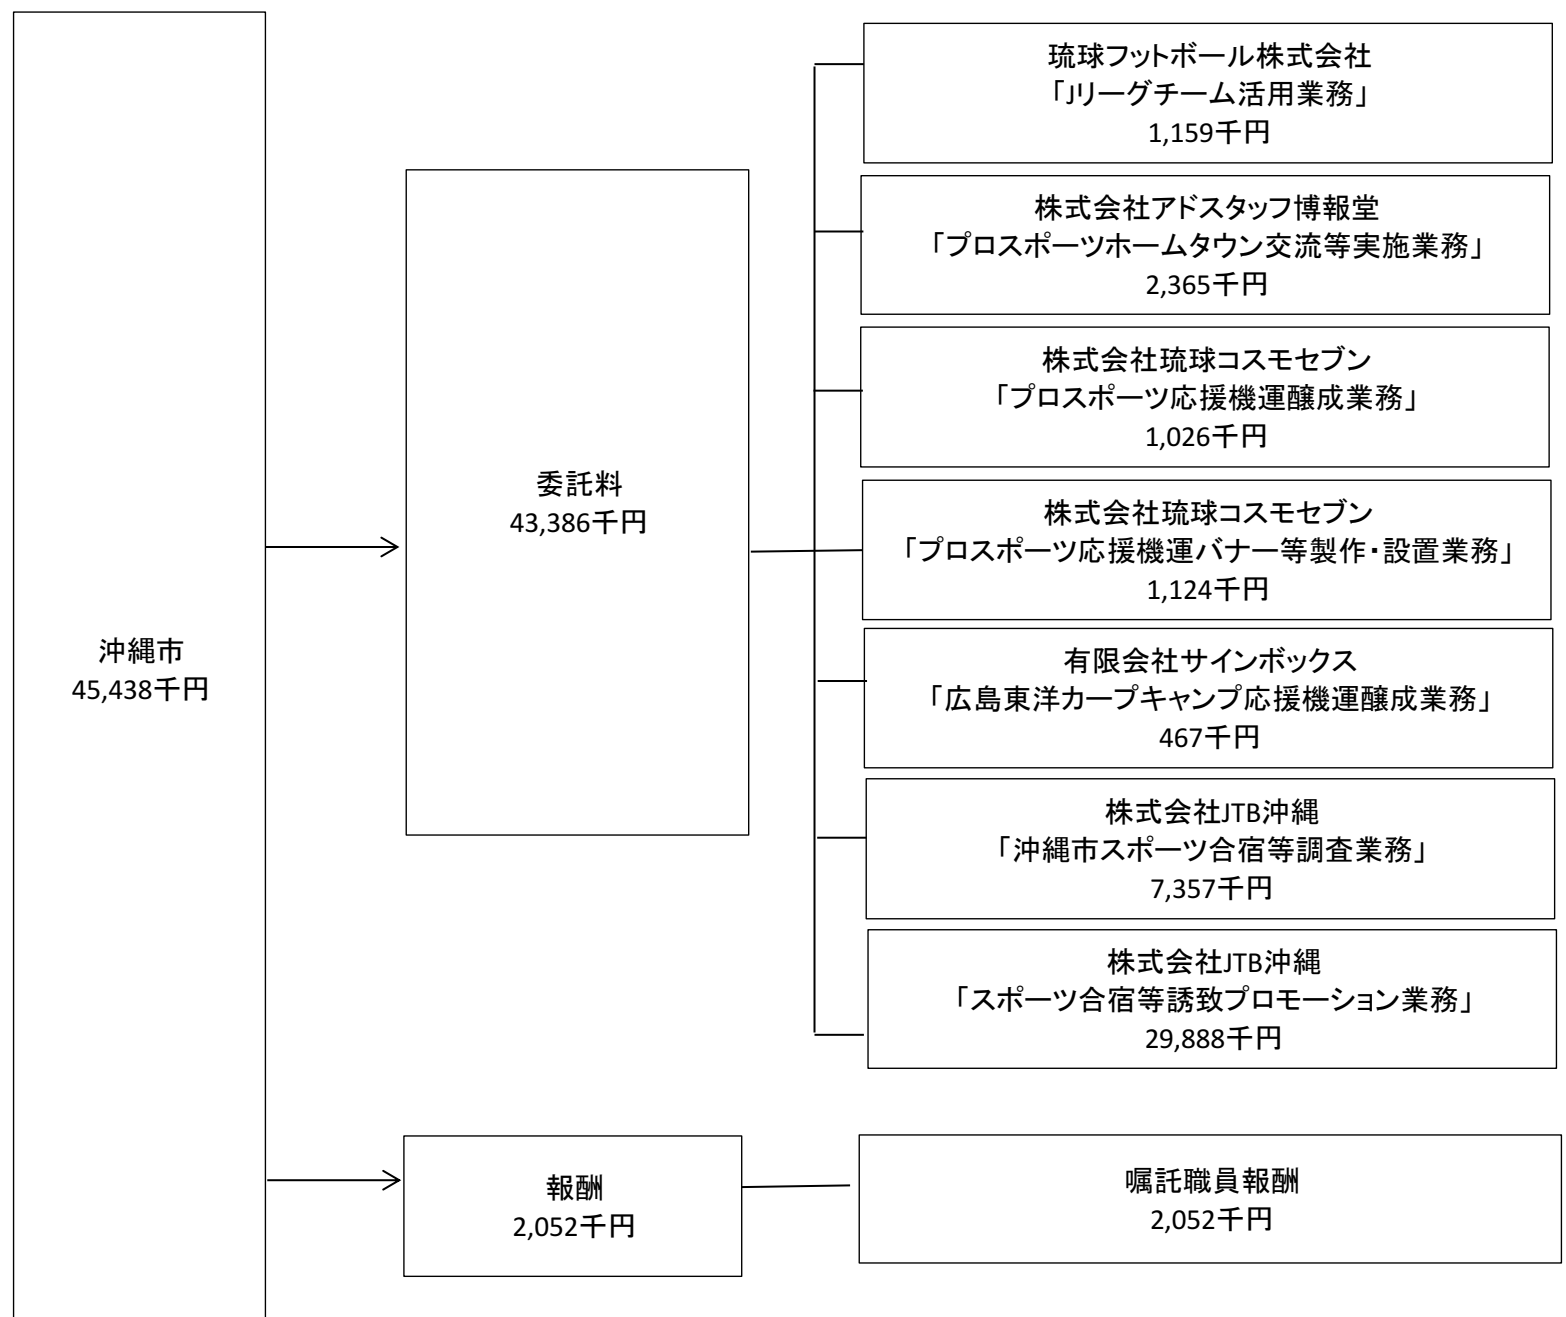 沖縄市
45,438千円
委託料
43,386千円
琉球フットボール株式会社
「Jリーグチーム活用業務」
1,159千円
株式会社アドスタッフ博報堂
「プロスポーツホームタウン交流等実施業務」
2,365千円
株式会社琉球コスモセブン
「プロスポーツ応援機運醸成業務」
1,026千円
株式会社琉球コスモセブン
「プロスポーツ応援機運バナー等製作・設置業務」
1,124千円
有限会社サインボックス
「広島東洋カープキャンプ応援機運醸成業務」
467千円
株式会社JTB沖縄
「沖縄市スポーツ合宿等調査業務」
7,357千円
株式会社JTB沖縄
「スポーツ合宿等誘致プロモーション業務」
29,888千円
報酬
2,052千円
嘱託職員報酬
2,052千円